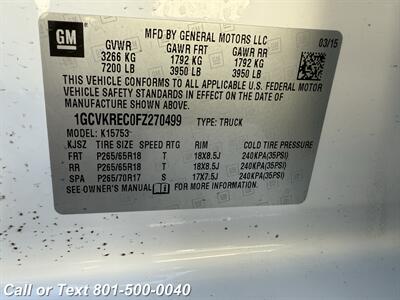 GM
MFD BY GENERAL MOTORS LLC
03/15
GVWR GAWR FRT GAWR RR
3266 KG 1792 KG 1792 KG
7200 LB 3950 LB 3950 LB
THIS VEHICLE CONFORMS TO ALL APPLICABLE U.S. FEDERAL MOTOR
VEHICLE SAFETY STANDARDS IN EFFECT ON THE DATE OF
MANUFACTURE SHOWN ABOVE.
1GCVKREC0FZ270499 TYPE: TRUCK
MODEL: K15753
KJSZ TIRE SIZE SPEED RTG RIM COLD TIRE PRESSURE
FRT P265/65R18 T 18X8.5J 240KPA(35PSI)
RR P265/65R18 T 18X8.5J 240KPA(35PSI)
SPA P265/70R17 S 17X7.5J 240KPA(35PSI)
SEE OWNER'S MANUAL FOR MORE INFORMATION.
Call or Text 801-500-0040